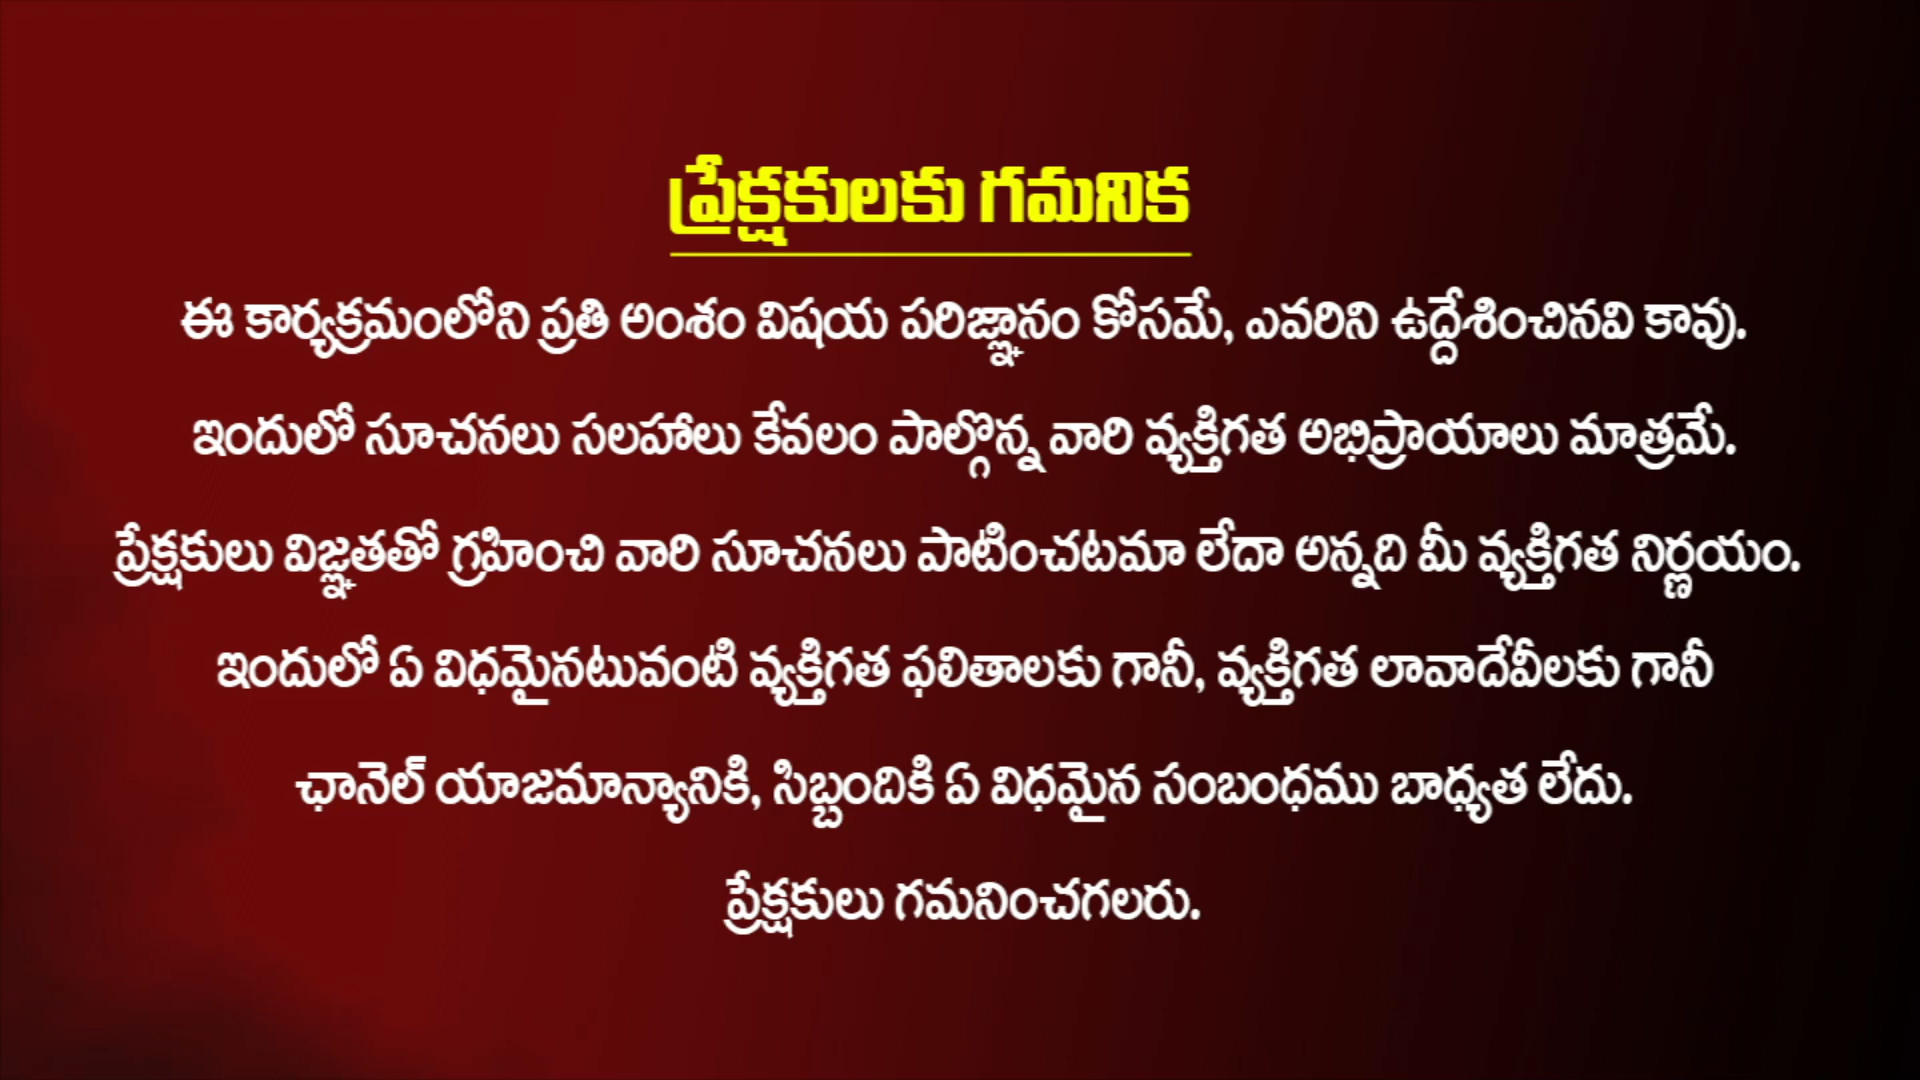 ప్రేక్షకులకు గమనిక
ఈ కార్యక్రమంలోని ప్రతి అంశం విషయ పరిజ్ఞానం కోసమే, ఎవరిని ఉద్దేశించినవి కావు.
ఇందులో సూచనలు సలహాలు కేవలం పాల్గొన్న వారి వ్యక్తిగత అభిప్రాయాలు మాత్రమే.
ప్రేక్షకులు విజ్ఞతతో గ్రహించి వారి సూచనలు పాటించటమా లేదా అన్నది మీ వ్యక్తిగత నిర్ణయం.
ఇందులో ఏ విధమైనటువంటి వ్యక్తిగత ఫలితాలకు గానీ, వ్యక్తిగత లావాదేవీలకు గానీ
ఛానెల్ యాజమాన్యానికి, సిబ్బందికి ఏ విధమైన సంబంధము బాధ్యత లేదు.
ప్రేక్షకులు గమనించగలరు.